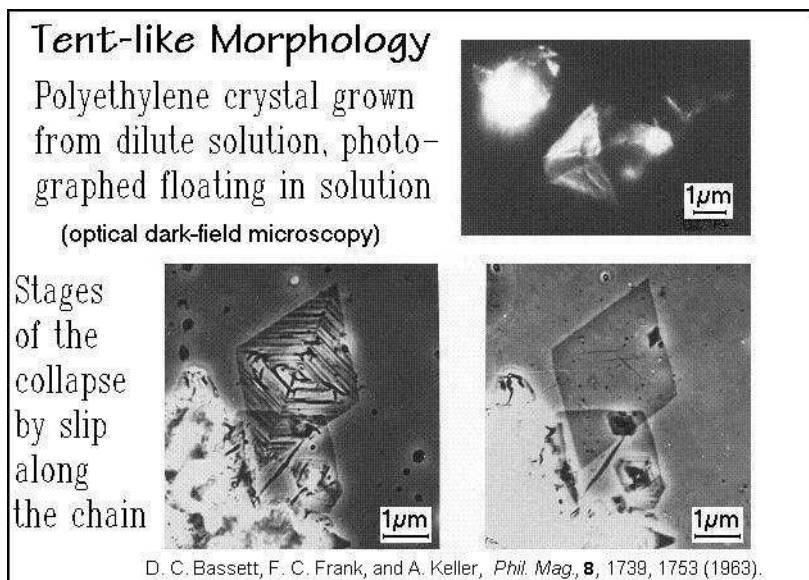 Tent-like Morphology
Polyethylene crystal grown
from dilute solution, photo-
graphed floating in solution
(optical dark-field microscopy)
1µm
Stages
of the
collapse
by slip
along
the chain
1µm
1µm
D. C. Bassett, F. C. Frank, and A. Keller, Phil. Mag., 8, 1739, 1753 (1963).